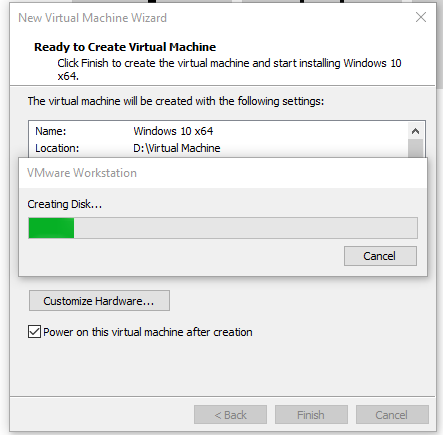 New Virtual Machine Wizard
Ready to Create Virtual Machine
Click Finish to create the virtual machine and start installing Windows 10
x64.
The virtual machine will be created with the following settings:
Name: Windows 10 x64
Location: D:\Virtual Machine
VMware Workstation
Creating Disk...
Cancel
Customize Hardware...
Power on this virtual machine after creation
< Back Finish Cancel